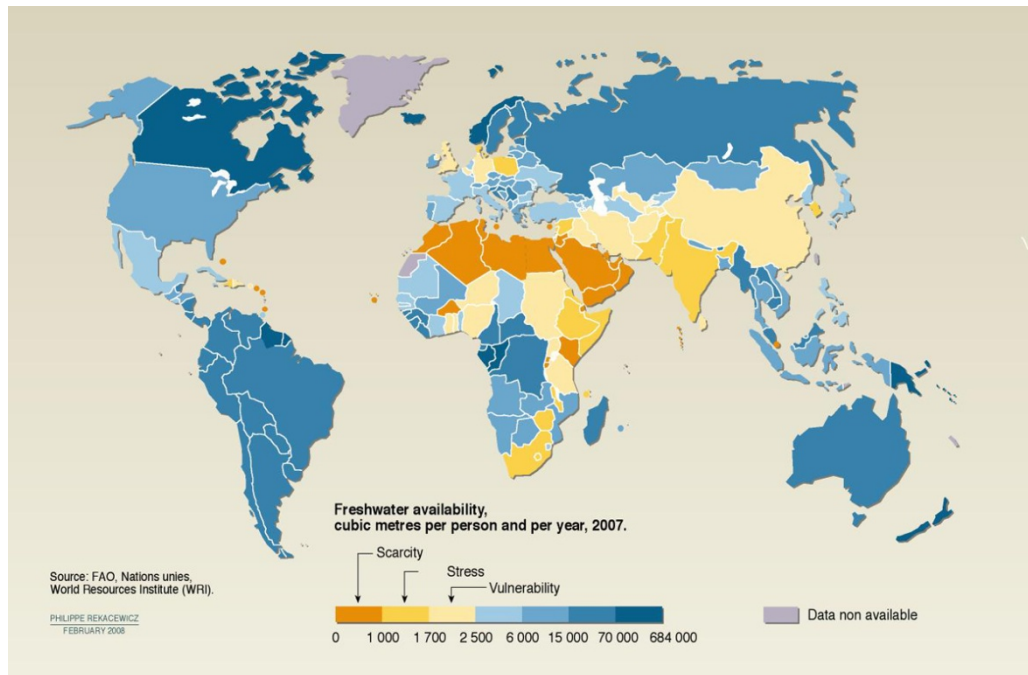 Freshwater availability,
cubic metres per person and per year, 2007.
Scarcity
Stress
Vulnerability
0 1 000 1 700 2 500 6 000 15 000 70 000 684 000
Data non available
Source: FAO, Nations unies,
World Resources Institute (WRI).
PHILIPPE REKACEWICZ
FEBRUARY 2008